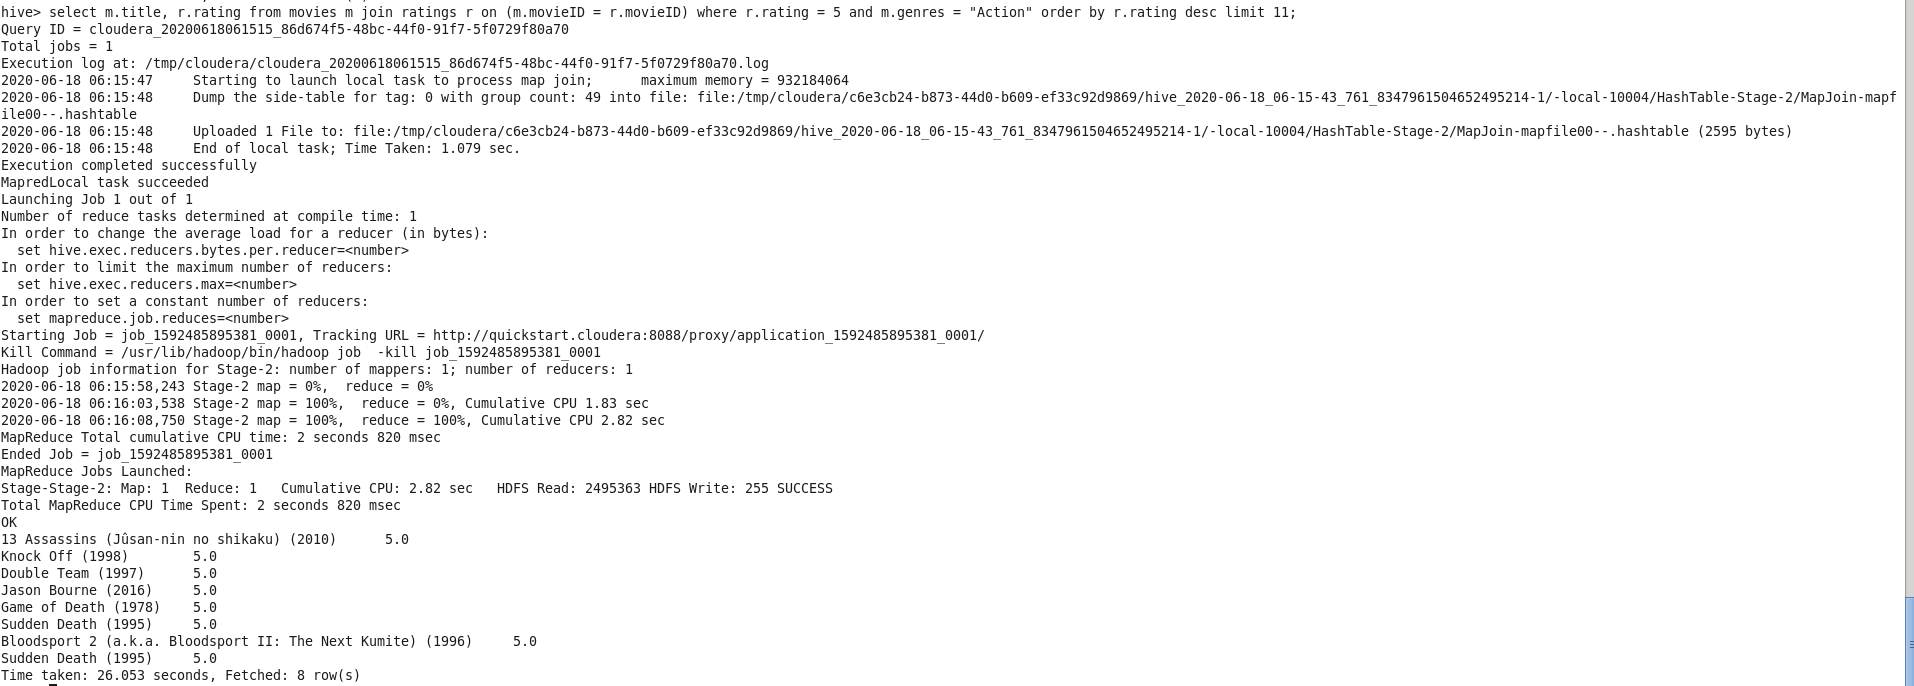 hive> select m.title, r.rating from movies m join ratings r on (m.movieID = r.movieID) where r.rating = 5 and m.genres = "Action" order by r.rating desc limit 11;
Query ID = cloudera_20200618061515_86d674f5-48bc-44f0-91f7-5f0729f80a70
Total jobs = 1
Execution log at: /tmp/cloudera/cloudera_20200618061515_86d674f5-48bc-44f0-91f7-5f0729f80a70.log
2020-06-18 06:15:47     Starting to launch local task to process map join;      maximum memory = 932184064
2020-06-18 06:15:48     Dump the side-table for tag: 0 with group count: 49 into file: file:/tmp/cloudera/c6e3cb24-b873-44d0-b609-ef33c92d9869/hive_2020-06-18_06-15-43_761_8347961504652495214-1/-local-10004/HashTable-Stage-2/MapJoin-mapf
ile00--.hashtable
2020-06-18 06:15:48     Uploaded 1 File to: file:/tmp/cloudera/c6e3cb24-b873-44d0-b609-ef33c92d9869/hive_2020-06-18_06-15-43_761_8347961504652495214-1/-local-10004/HashTable-Stage-2/MapJoin-mapfile00--.hashtable (2595 bytes)
2020-06-18 06:15:48     End of local task; Time Taken: 1.079 sec.
Execution completed successfully
MapredLocal task succeeded
Launching Job 1 out of 1
Number of reduce tasks determined at compile time: 1
In order to change the average load for a reducer (in bytes):
  set hive.exec.reducers.bytes.per.reducer=<number>
In order to limit the maximum number of reducers:
  set hive.exec.reducers.max=<number>
In order to set a constant number of reducers:
  set mapreduce.job.reduces=<number>
Starting Job = job_1592485895381_0001, Tracking URL = http://quickstart.cloudera:8088/proxy/application_1592485895381_0001/
Kill Command = /usr/lib/hadoop/bin/hadoop job  -kill job_1592485895381_0001
Hadoop job information for Stage-2: number of mappers: 1; number of reducers: 1
2020-06-18 06:15:58,243 Stage-2 map = 0%,  reduce = 0%
2020-06-18 06:16:03,538 Stage-2 map = 100%,  reduce = 0%, Cumulative CPU 1.83 sec
2020-06-18 06:16:08,750 Stage-2 map = 100%,  reduce = 100%, Cumulative CPU 2.82 sec
MapReduce Total cumulative CPU time: 2 seconds 820 msec
Ended Job = job_1592485895381_0001
MapReduce Jobs Launched:
Stage-Stage-2: Map: 1  Reduce: 1   Cumulative CPU: 2.82 sec   HDFS Read: 2495363 HDFS Write: 255 SUCCESS
Total MapReduce CPU Time Spent: 2 seconds 820 msec
OK
13 Assassins (Jûsan-nin no shikaku) (2010)      5.0
Knock Off (1998)        5.0
Double Team (1997)      5.0
Jason Bourne (2016)     5.0
Game of Death (1978)    5.0
Sudden Death (1995)     5.0
Bloodsport 2 (a.k.a. Bloodsport II: The Next Kumite) (1996)     5.0
Sudden Death (1995)     5.0
Time taken: 26.053 seconds, Fetched: 8 row(s)